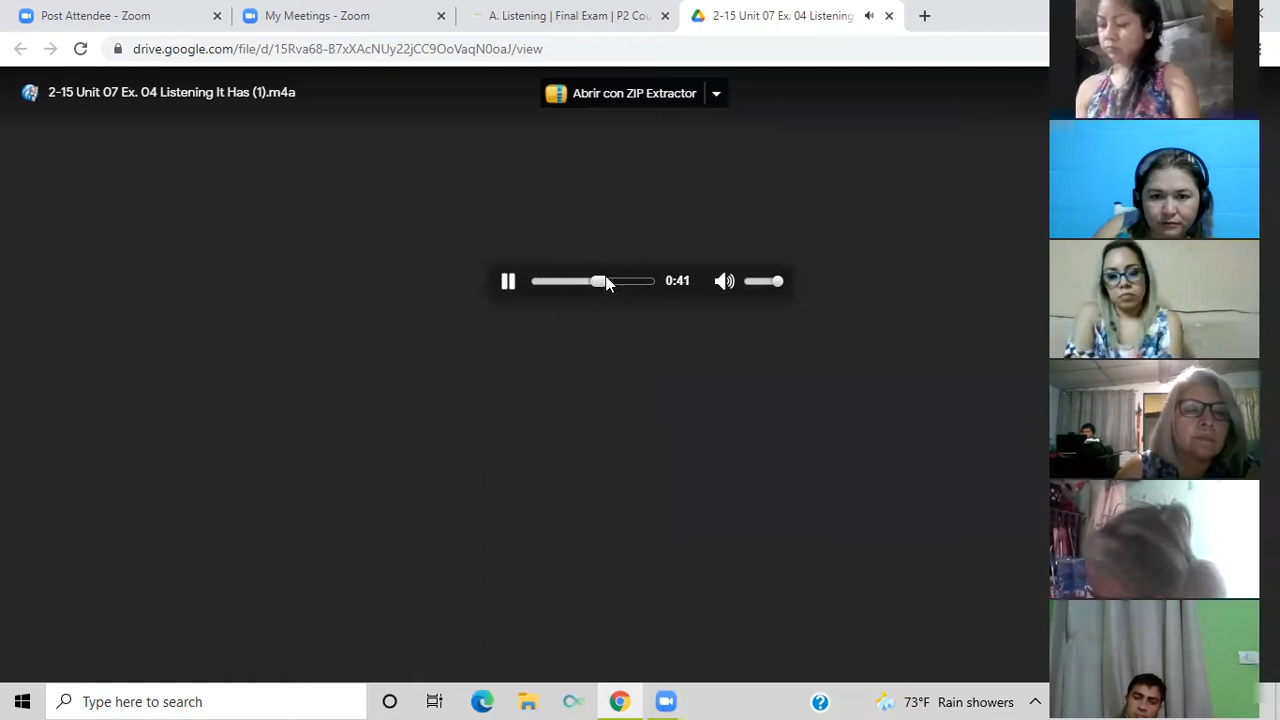 Post Attendee - Zoom
My Meetings - Zoom
A. Listening | Final Exam | P2 Cou
2-15 Unit 07 Ex. 04 Listening
drive.google.com/file/d/15Rva68-B7xXAcNUy22jCC9OoVaqN0oaJ/view
2-15 Unit 07 Ex. 04 Listening It Has (1).m4a
Abrir con ZIP Extractor
0:41
Type here to search
73°F Rain showers